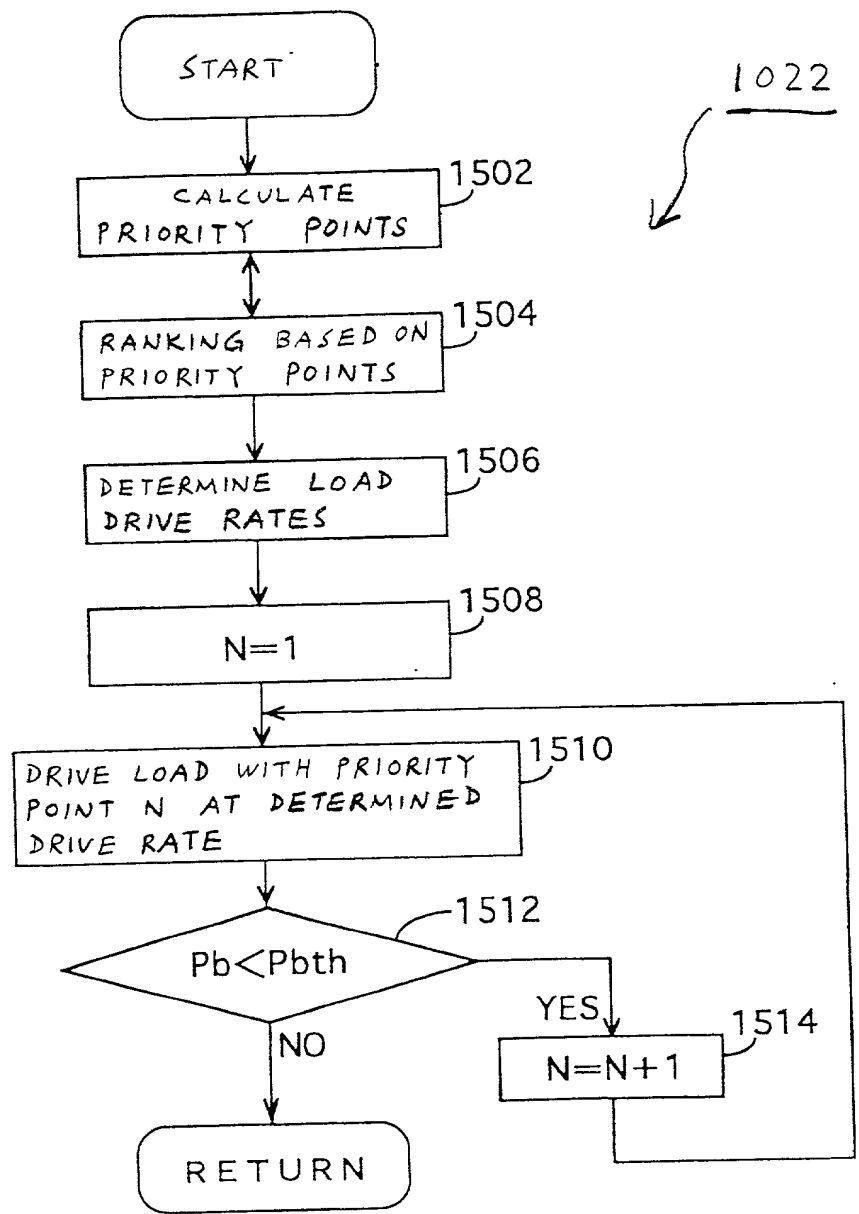 START
1022
1502
CALCULATE
PRIORITY POINTS
1504
RANKING BASED ON
PRIORITY POINTS
1506
DETERMINE LOAD
DRIVE RATES
1508
N=1
1510
DRIVE LOAD WITH PRIORITY
POINT N AT DETERMINED
DRIVE RATE
1512
Pb<Pbth
YES
1514
NO
N=N+1
RETURN